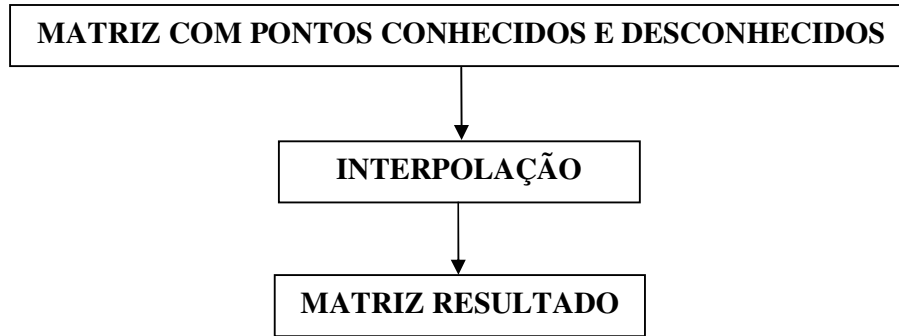 MATRIZ COM PONTOS CONHECIDOS E DESCONHECIDOS
INTERPOLAÇÃO
MATRIZ RESULTADO